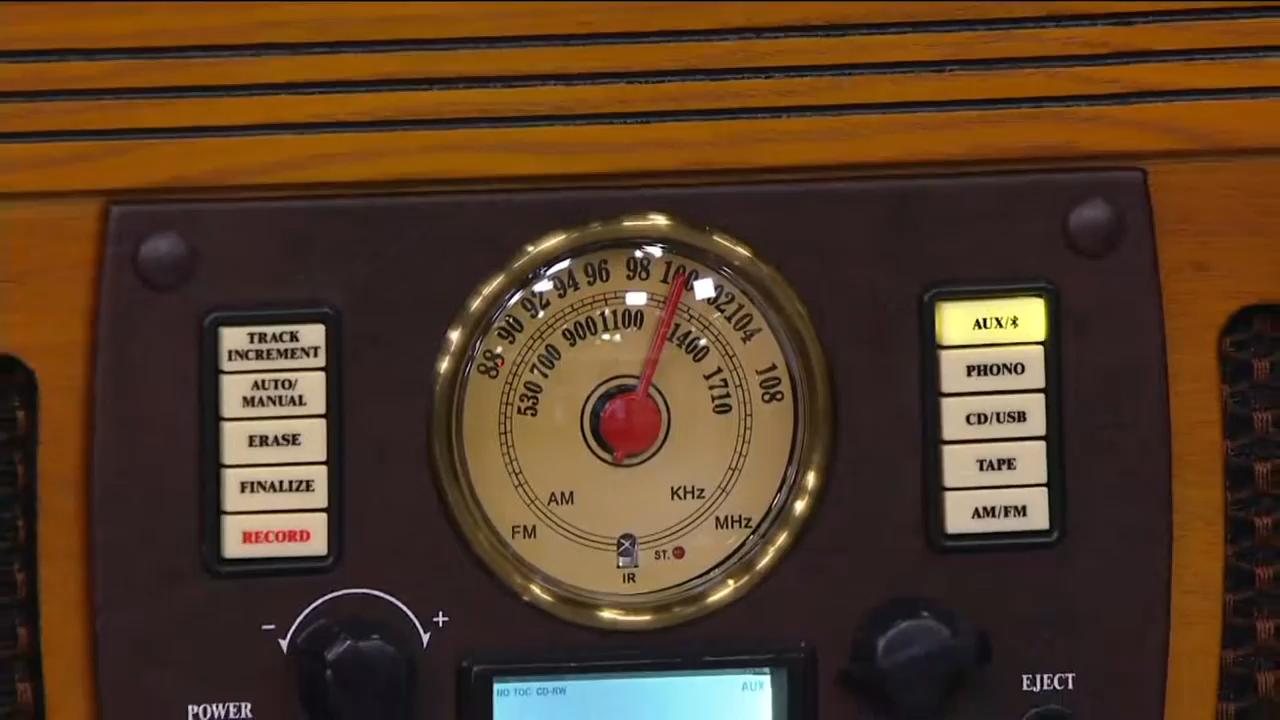 TRACK
INCREMENT
AUTO/
MANUAL
ERASE
FINALIZE
RECORD
88 90 92 94 96 98 100 102 104 108
530 700 900 1100 1400 1710
AM KHz
FM MHz
ST.
IR
AUX/
PHONO
CD/USB
TAPE
AM/FM
- +
POWER
NO TOC CD-RW AUX
EJECT